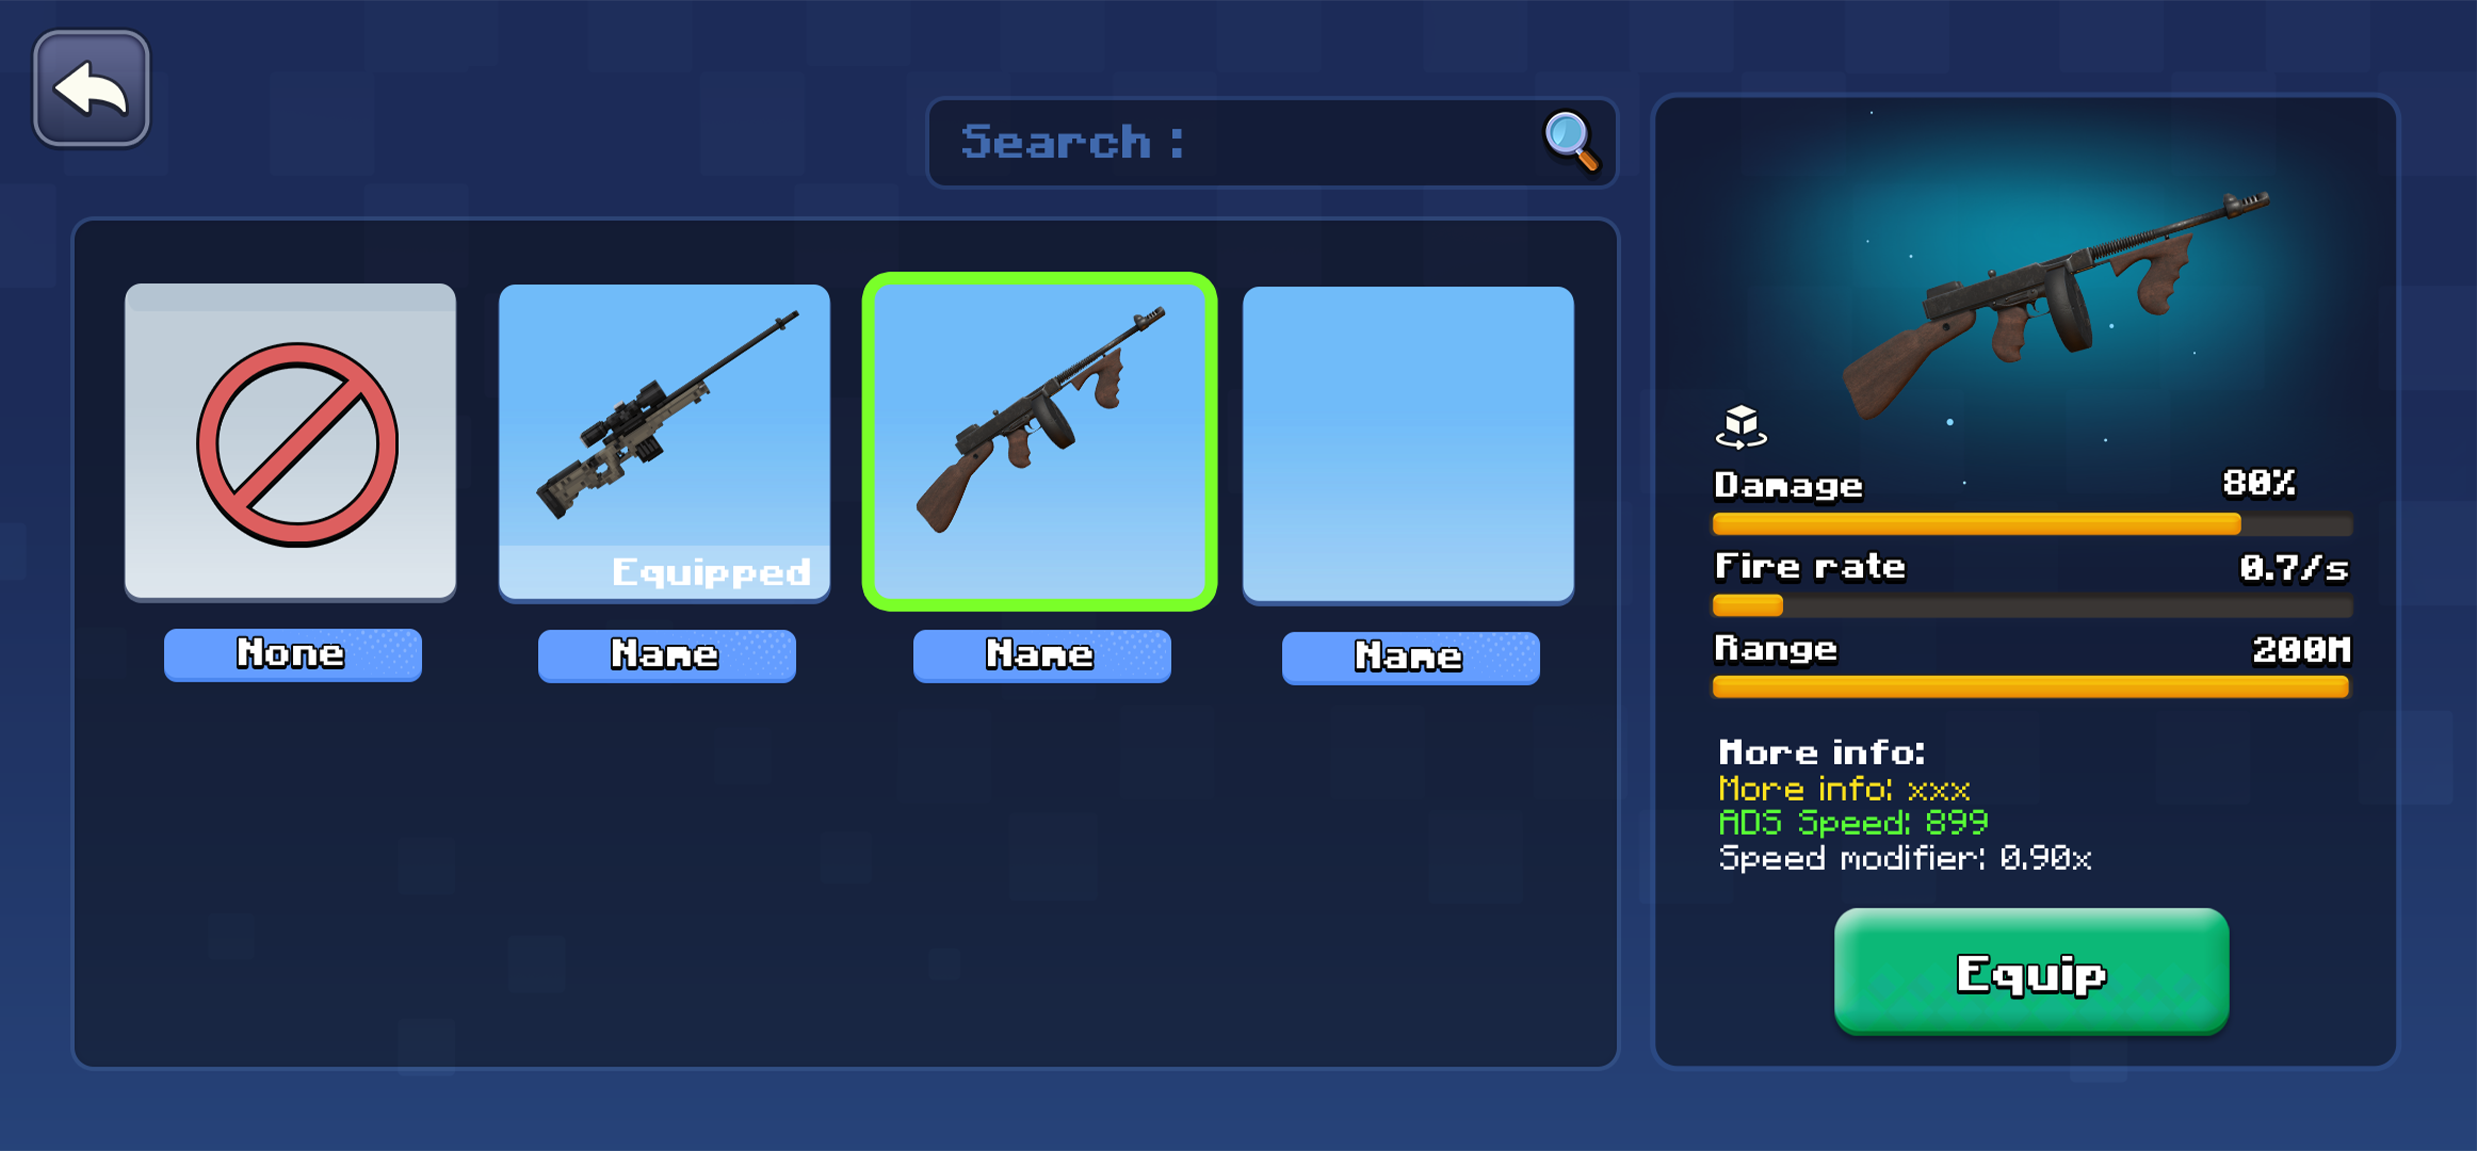 Search :
Equipped
None
Name
Name
Name
Damage 80%
Fire rate 0.7/s
Range 200M
More info:
More info: xxx
ADS Speed: 899
Speed modifier: 0.90x
Equip